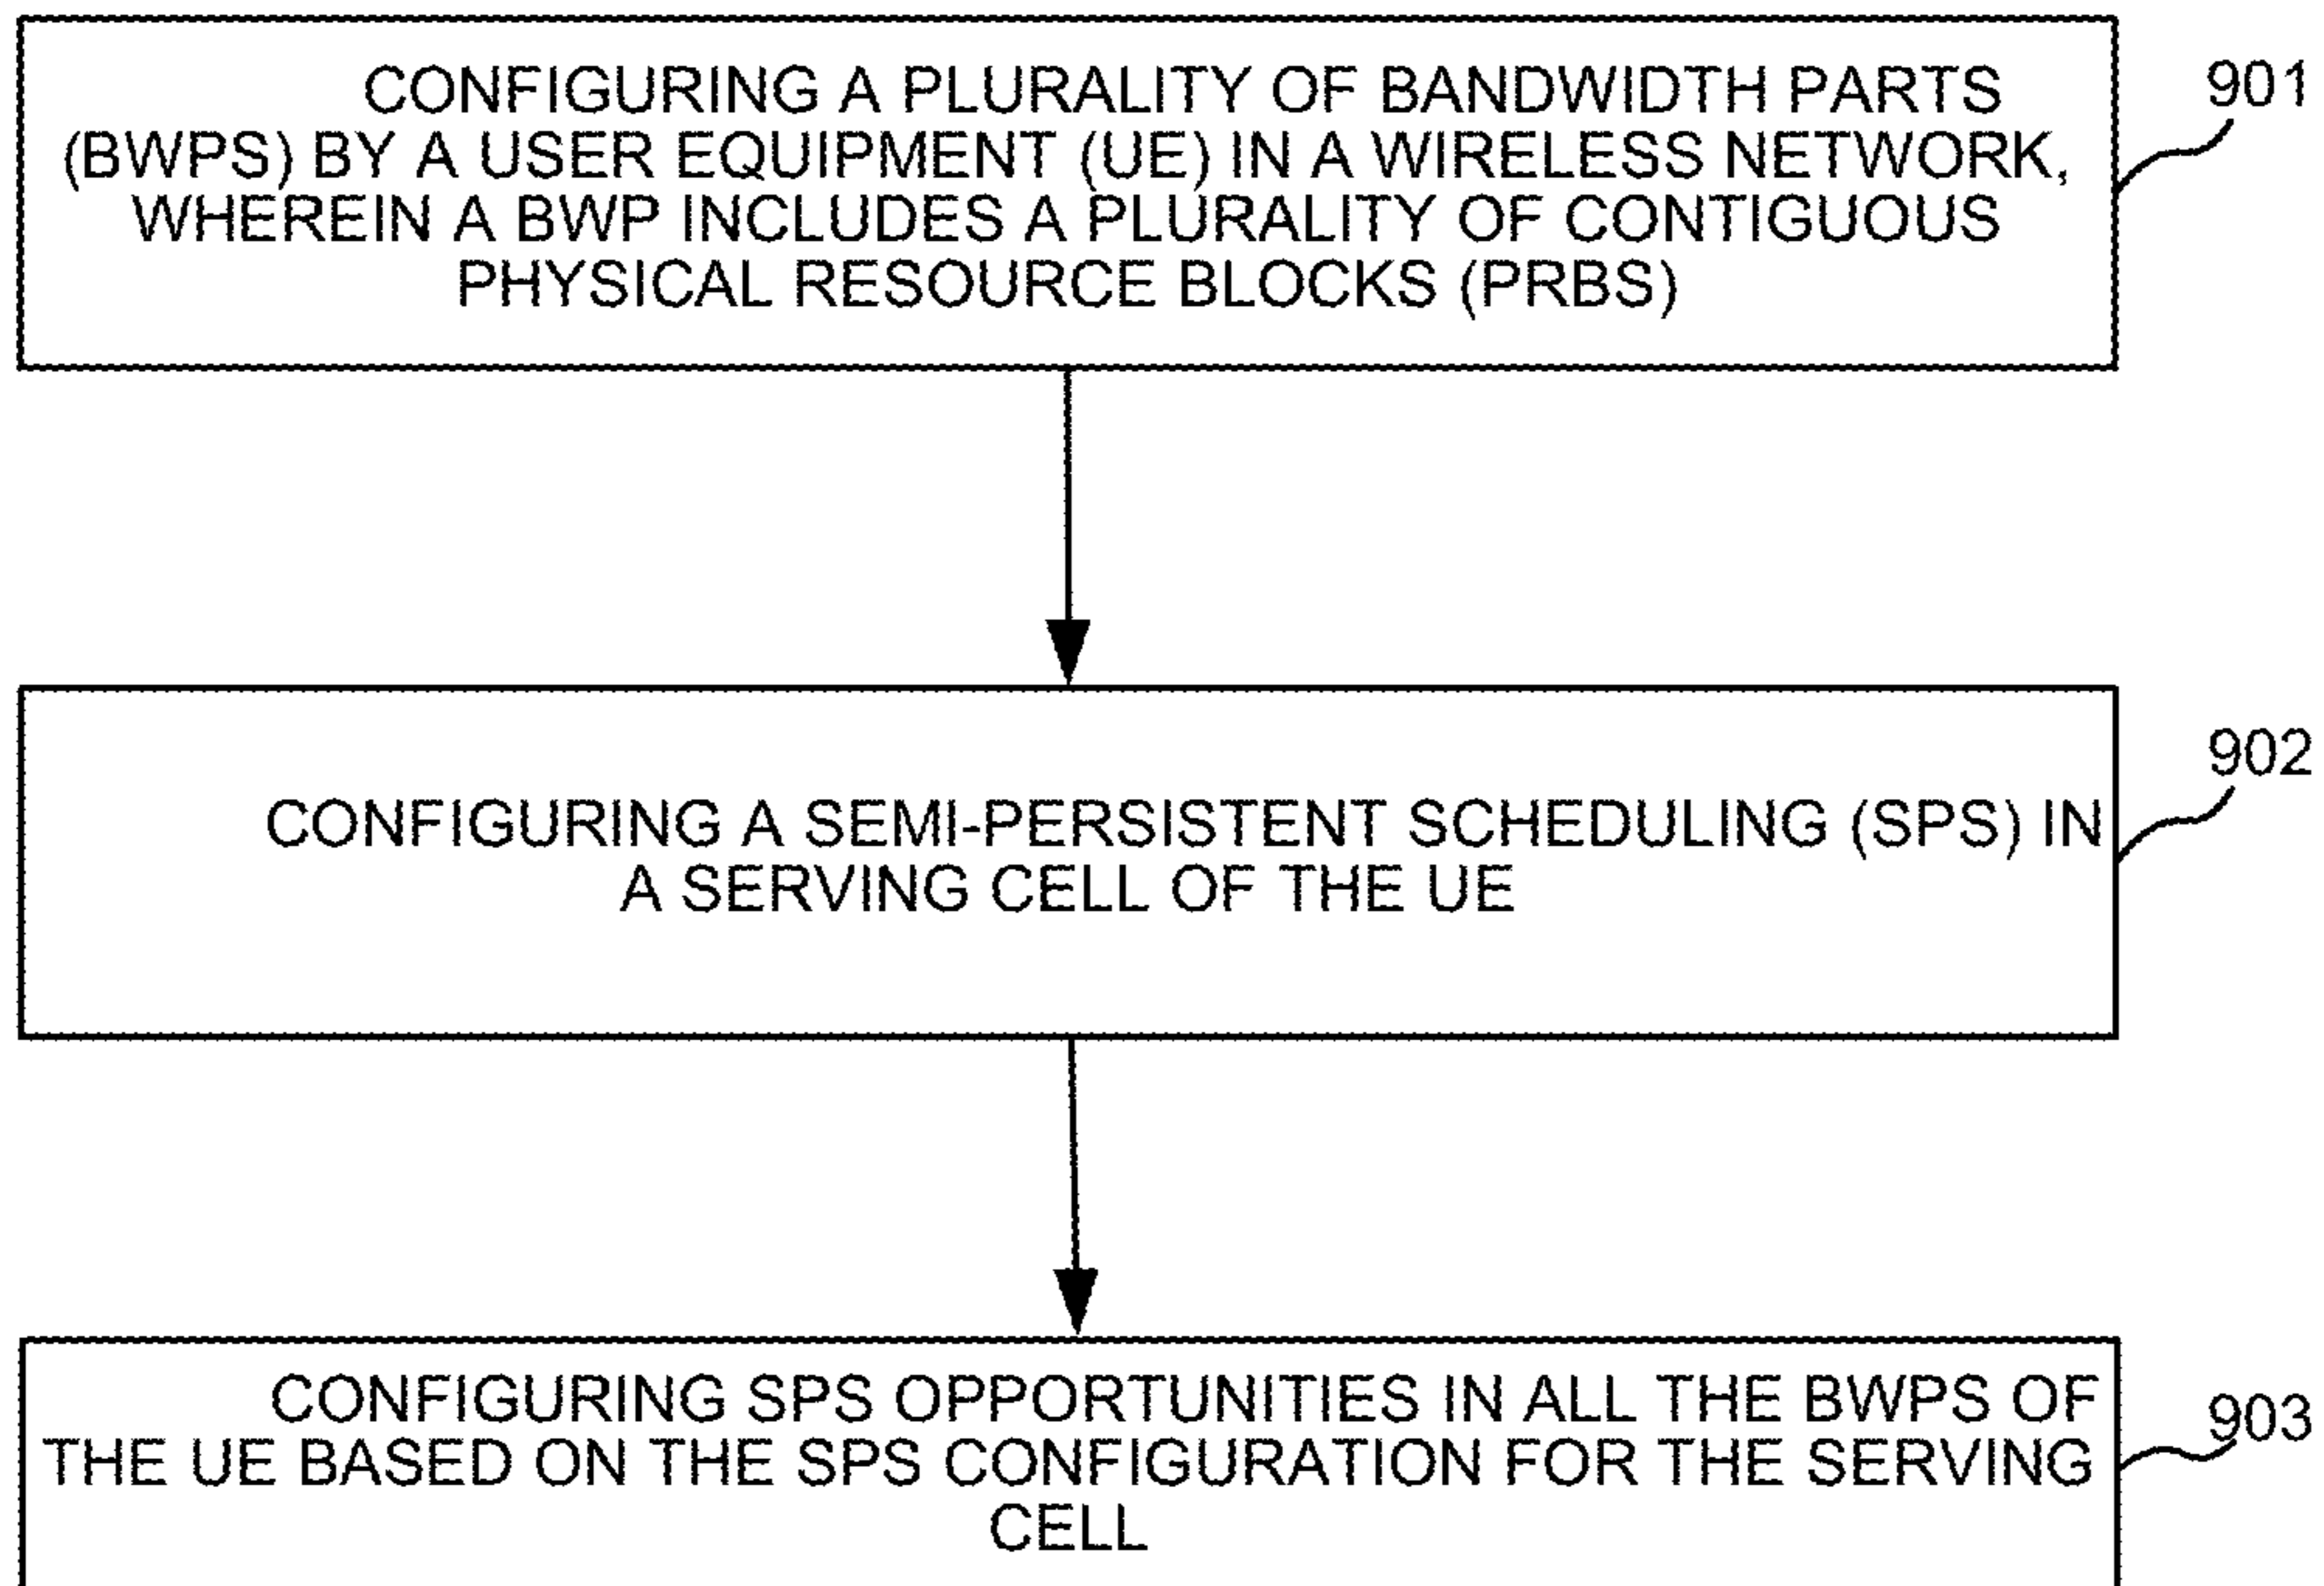 CONFIGURING A PLURALITY OF BANDWIDTH PARTS
(BWPS) BY A USER EQUIPMENT (UE) IN A WIRELESS NETWORK,
WHEREIN A BWP INCLUDES A PLURALITY OF CONTIGUOUS
PHYSICAL RESOURCE BLOCKS (PRBS)
901
CONFIGURING A SEMI-PERSISTENT SCHEDULING (SPS) IN
A SERVING CELL OF THE UE
902
CONFIGURING SPS OPPORTUNITIES IN ALL THE BWPS OF
THE UE BASED ON THE SPS CONFIGURATION FOR THE SERVING
CELL
903